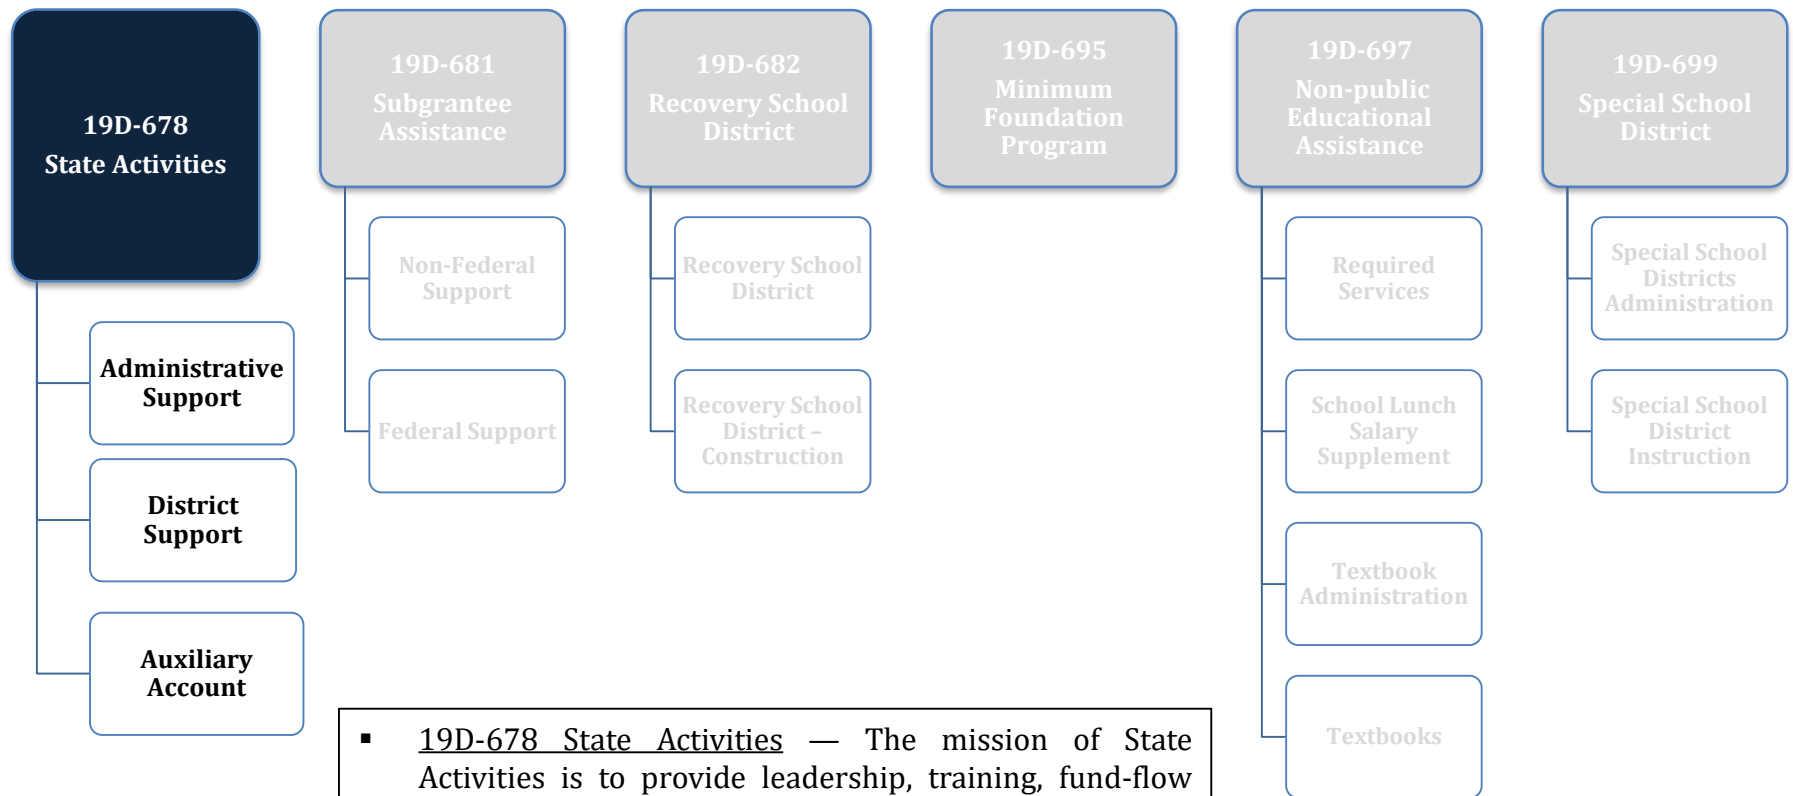 19D-678
State Activities
Administrative
Support
District
Support
Auxiliary
Account
19D-681
Subgrantee
Assistance
Non-Federal
Support
Federal Support
19D-682
Recovery School
District
Recovery School
District
Recovery School
District –
Construction
19D-695
Minimum
Foundation
Program
19D-697
Non-public
Educational
Assistance
Required
Services
School Lunch
Salary
Supplement
Textbook
Administration
Textbooks
19D-699
Special School
District
Special School
Districts
Administration
Special School
District
Instruction
▪ 19D-678 State Activities — The mission of State
Activities is to provide leadership, training, fund-flow